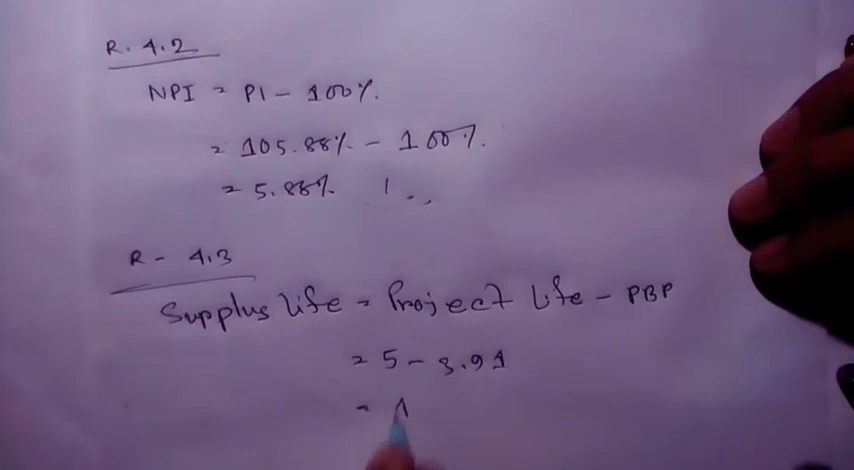 R. 4.2
NPI = PI - 100%.
= 105.88% - 100%.
= 5.88%
R - 4.3
Supplus life = Project Life - PBP
= 5 - 3.91
= 1